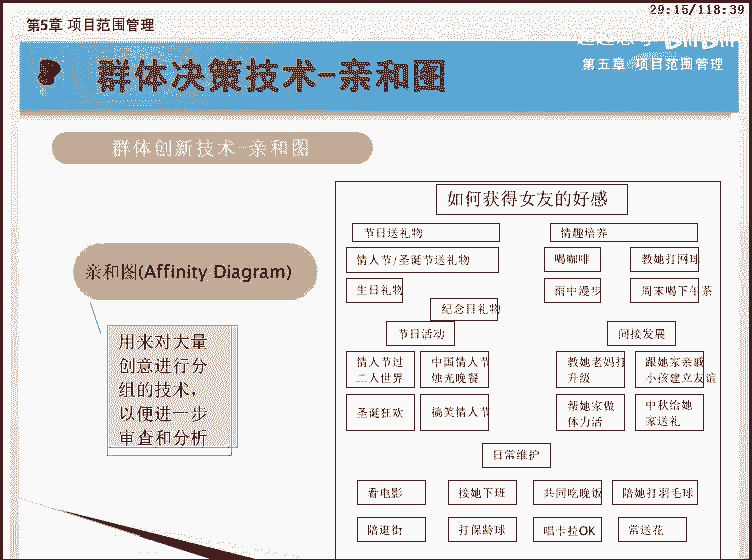 29:15/118:39
第5章 项目范围管理
第五章 项目范围管理
群体决策技术-亲和图
群体创新技术-亲和图
亲和图(Affinity Diagram)
用来对大量
创意进行分
组的技术，
以便进一步
审查和分析
如何获得女友的好感
节日送礼物
情人节/圣诞节送礼物
生日礼物
纪念日礼物
情趣培养
喝咖啡
教她打网球
雨中漫步
周末喝下午茶
节日活动
情人节过
二人世界
中国情人节
烛光晚餐
圣诞狂欢
搞笑情人节
间接发展
教她老妈打
升级
跟她家亲戚
小孩建立友谊
帮她家做
体力活
中秋给她
家送礼
日常维护
看电影
接她下班
共同吃晚饭
陪她打羽毛球
陪逛街
打保龄球
唱卡拉OK
常送花